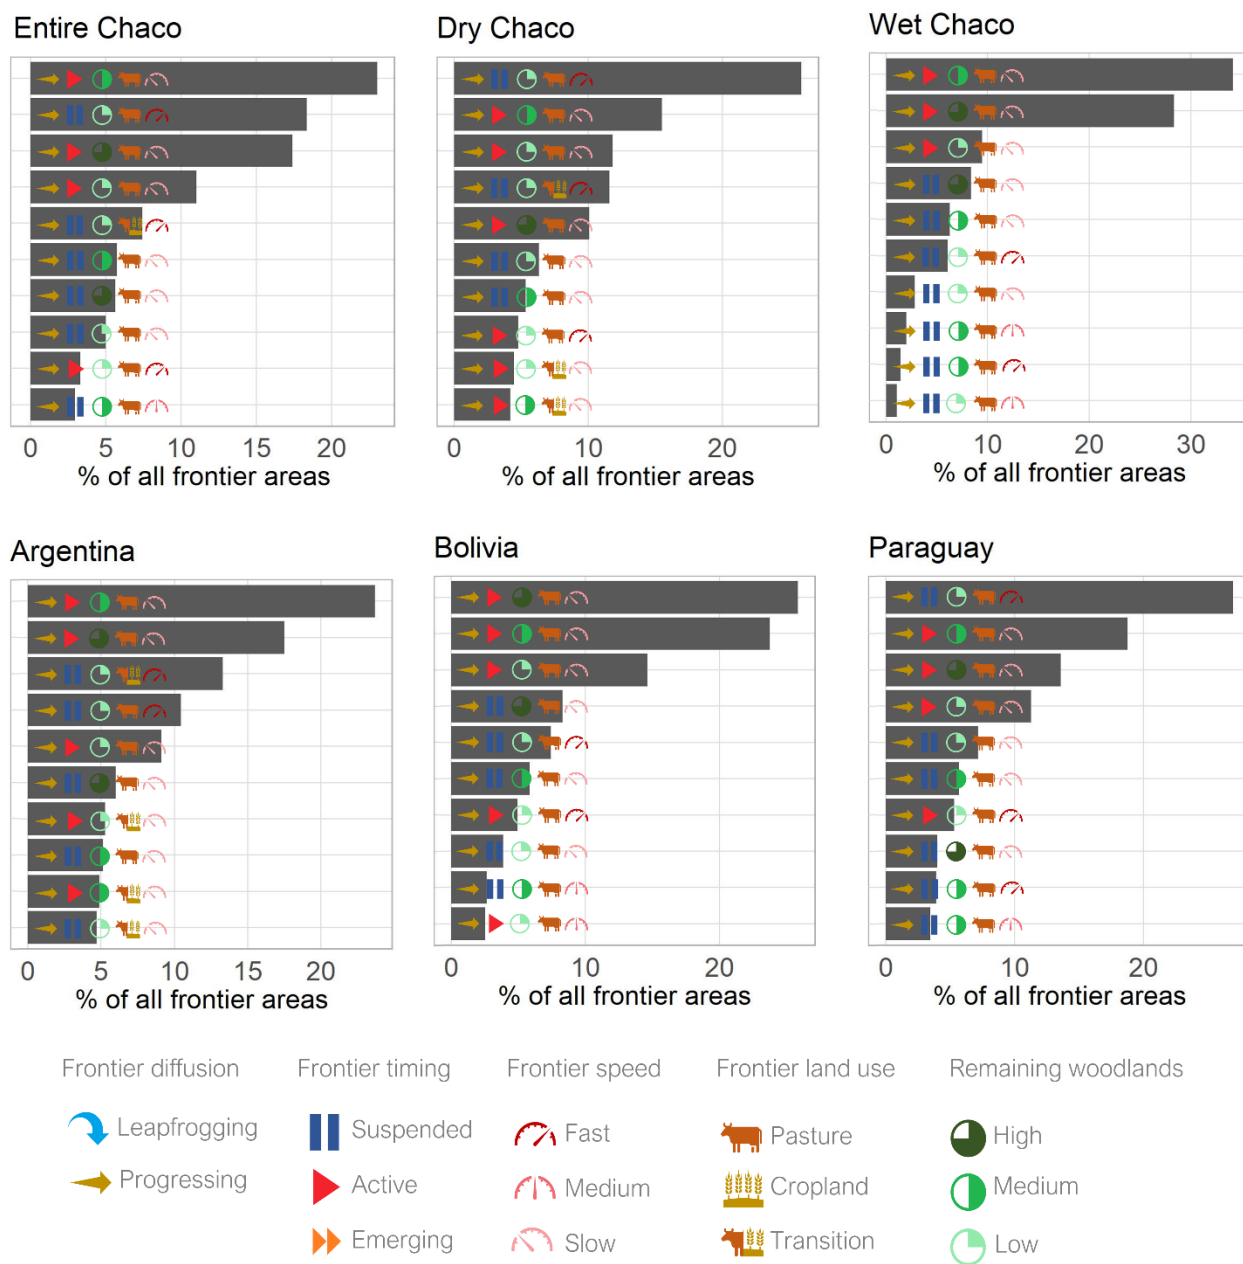 Entire Chaco
Dry Chaco
Wet Chaco
0 5 10 15 20
0 10 20
0 10 20 30
% of all frontier areas
% of all frontier areas
% of all frontier areas
Argentina
Bolivia
Paraguay
0 5 10 15 20
0 10 20
0 10 20
% of all frontier areas
% of all frontier areas
% of all frontier areas
Frontier diffusion
Leapfrogging
Progressing
Frontier timing
Suspended
Active
Emerging
Frontier speed
Fast
Medium
Slow
Frontier land use
Pasture
Cropland
Transition
Remaining woodlands
High
Medium
Low